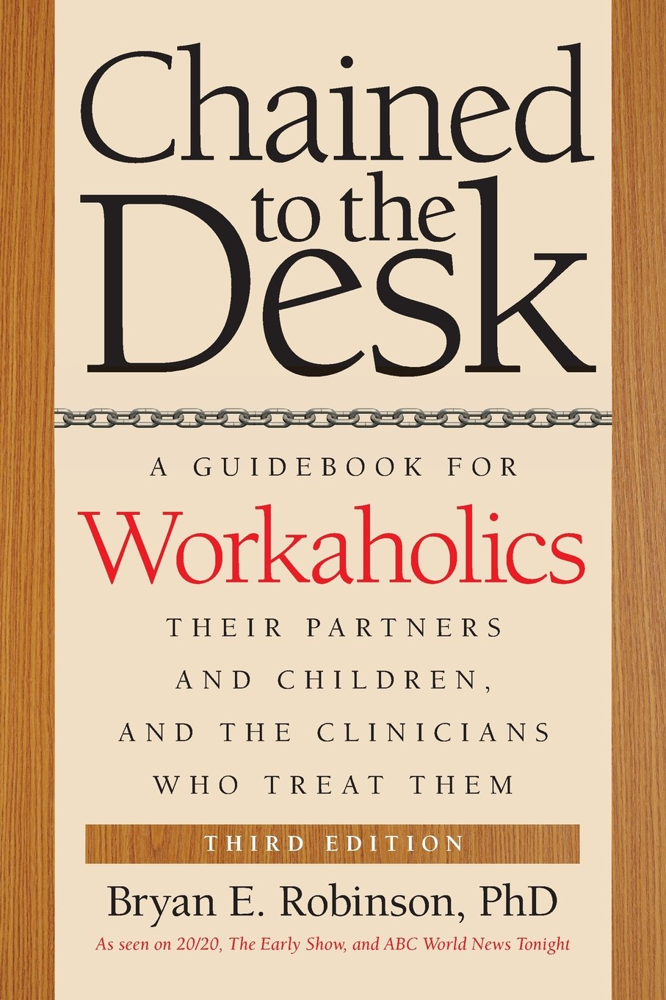 Chained
to the
Desk
A GUIDEBOOK FOR
Workaholics
THEIR PARTNERS
AND CHILDREN,
AND THE CLINICIANS
WHO TREAT THEM
THIRD EDITION
Bryan E. Robinson, PhD
As seen on 20/20, The Early Show, and ABC World News Tonight